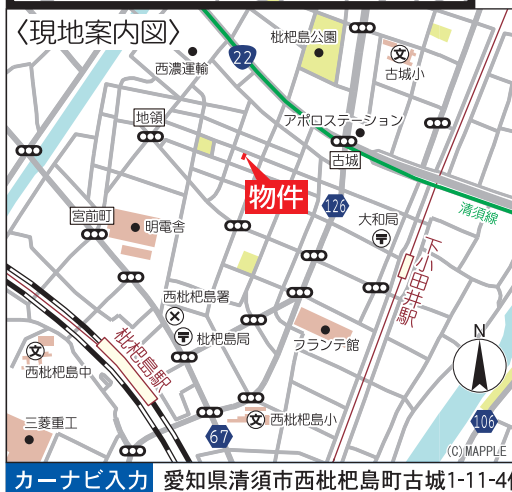 〈現地案内図〉
枇杷島公園
西濃運輸
22
古城小
地領
アポロステーション
古城
物件
126
清須線
宮前町
明電舎
大和局
下小田井駅
西枇杷島署
枇杷島局
フランテ館
枇杷島駅
西枇杷島中
N
西枇杷島小
三菱重工
67
106
(C)MAPPLE
カーナビ入力 愛知県清須市西枇杷島町古城1-11-4